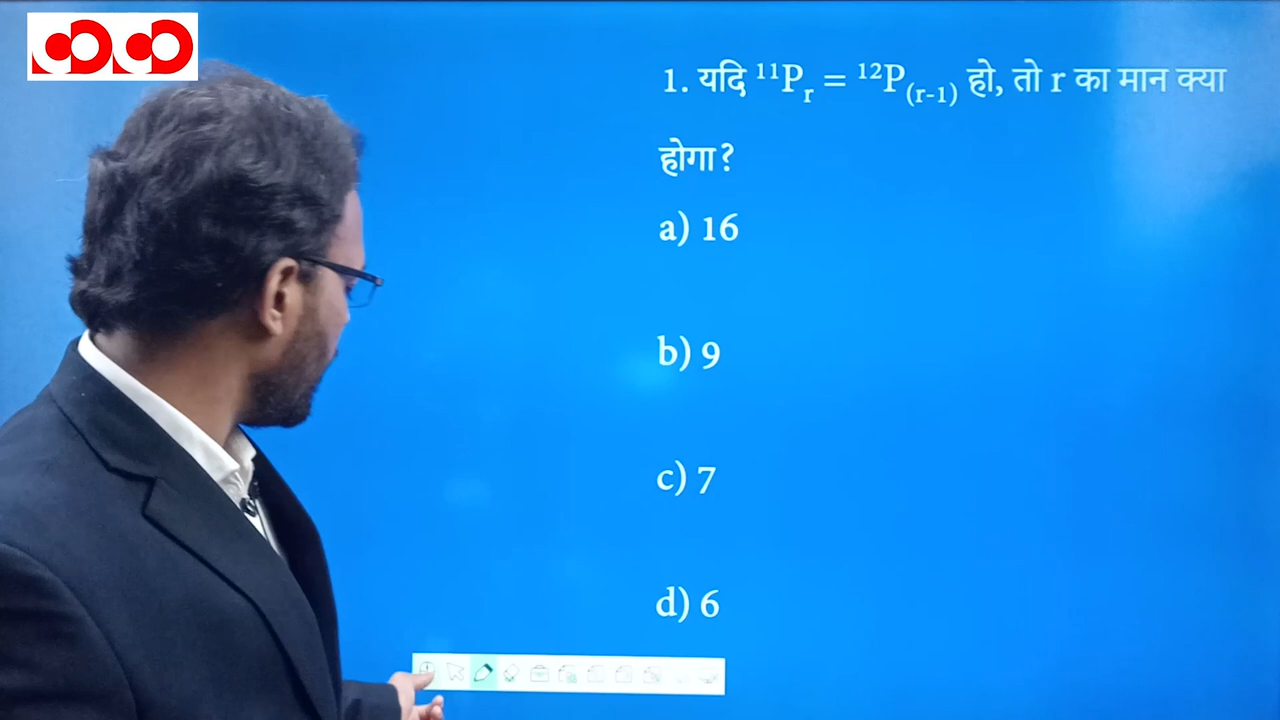 1. यदि ¹¹Pᵣ = ¹²P₍ᵣ₋₁₎ हो, तो r का मान क्या
होगा?
a) 16
b) 9
c) 7
d) 6